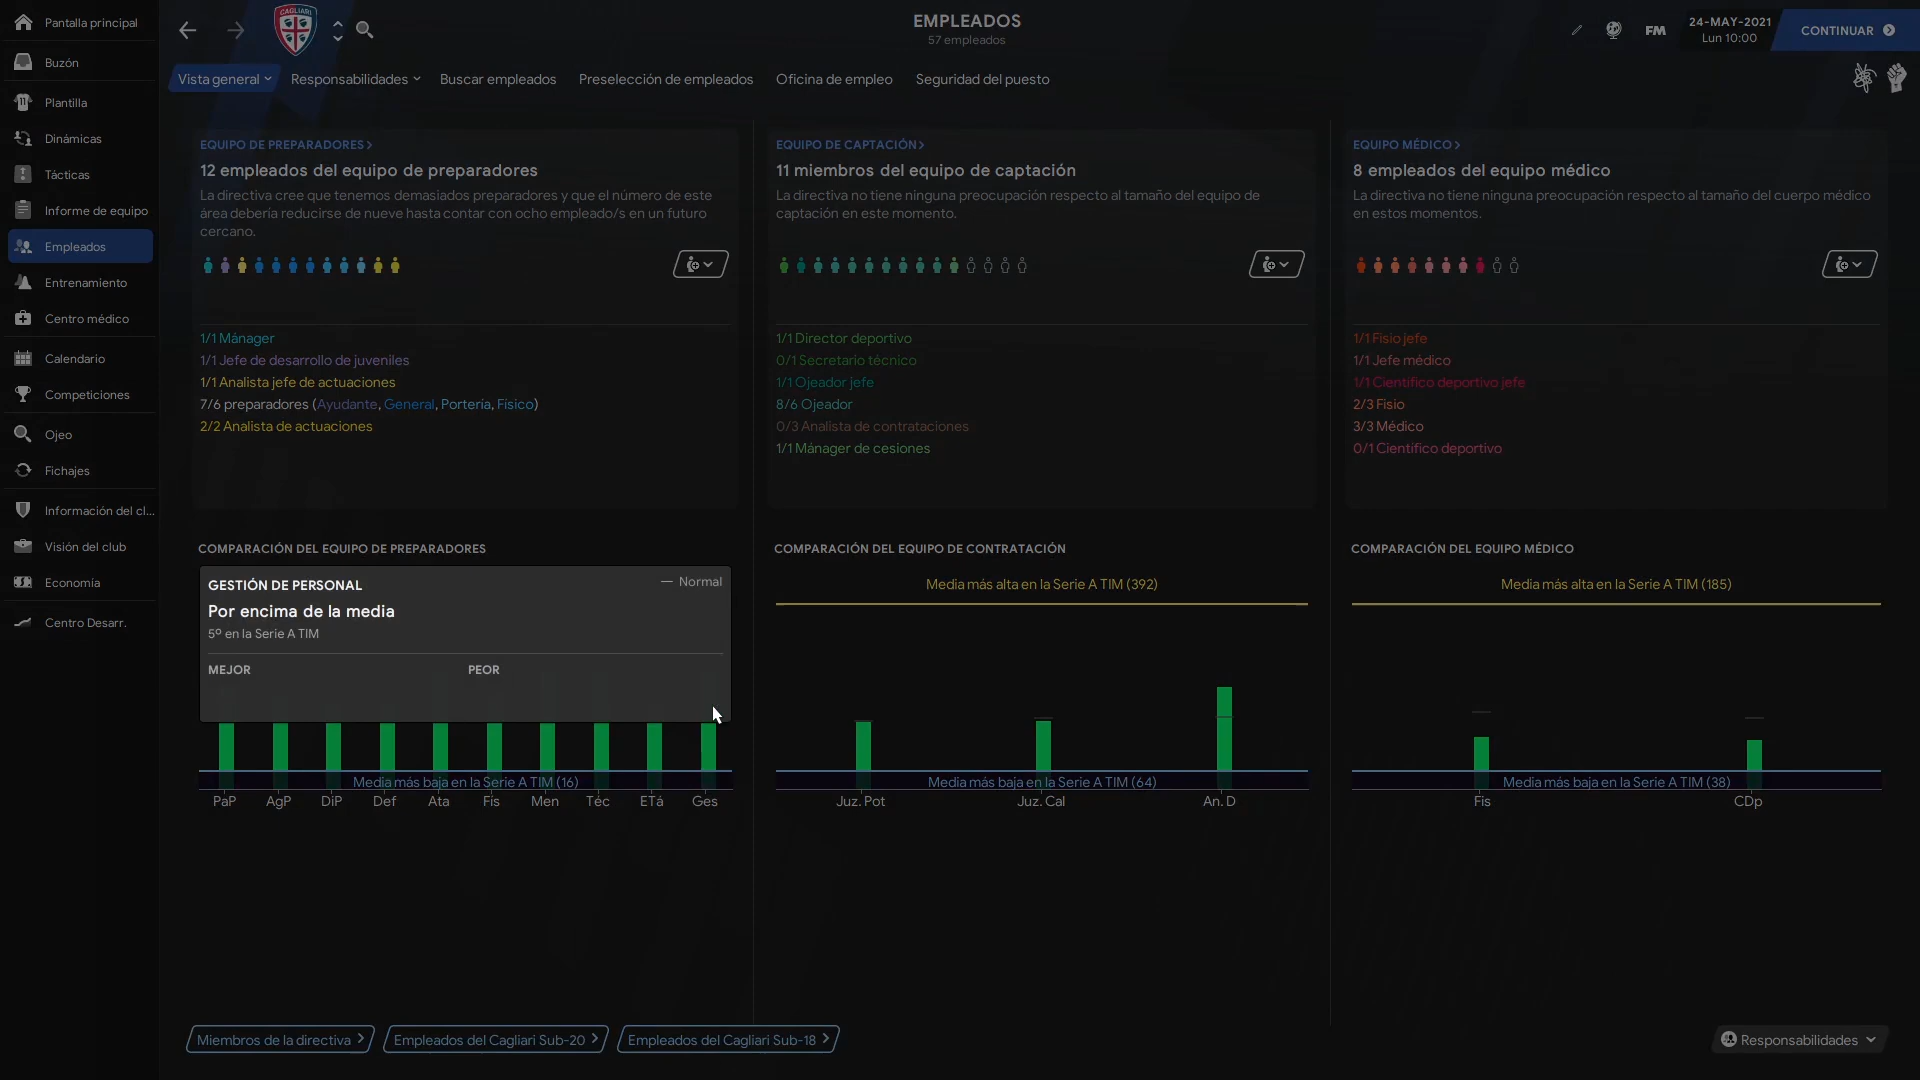 Pantalla principal
Buzón
Plantilla
Dinámicas
Tácticas
Informe de equipo
Empleados
Entrenamiento
Centro médico
Calendario
Competiciones
Ojeo
Fichajes
Información del cl...
Visión del club
Economía
Centro Desarr.
CAGLIARI
EMPLEADOS
57 empleados
FM
24-MAY-2021
Lun 10:00
CONTINUAR
Vista general
Responsabilidades
Buscar empleados
Preselección de empleados
Oficina de empleo
Seguridad del puesto
EQUIPO DE PREPARADORES
12 empleados del equipo de preparadores
La directiva cree que tenemos demasiados preparadores y que el número de este
área debería reducirse de nueve hasta contar con ocho empleado/s en un futuro
cercano.
1/1 Mánager
1/1 Jefe de desarrollo de juveniles
1/1 Analista jefe de actuaciones
7/6 preparadores (Ayudante, General, Portería, Físico)
2/2 Analista de actuaciones
EQUIPO DE CAPTACIÓN
11 miembros del equipo de captación
La directiva no tiene ninguna preocupación respecto al tamaño del equipo de
captación en este momento.
1/1 Director deportivo
0/1 Secretario técnico
1/1 Ojeador jefe
8/6 Ojeador
0/3 Analista de contrataciones
1/1 Mánager de cesiones
EQUIPO MÉDICO
8 empleados del equipo médico
La directiva no tiene ninguna preocupación respecto al tamaño del cuerpo médico
en estos momentos.
1/1 Fisio jefe
1/1 Jefe médico
1/1 Científico deportivo jefe
2/3 Fisio
3/3 Médico
0/1 Científico deportivo
COMPARACIÓN DEL EQUIPO DE PREPARADORES
GESTIÓN DE PERSONAL
Normal
Por encima de la media
5º en la Serie A TIM
MEJOR
PEOR
Media más baja en la Serie A TIM (16)
PaP AgP DiP Def Ata Fís Men Téc ETá Ges
COMPARACIÓN DEL EQUIPO DE CONTRATACIÓN
Media más alta en la Serie A TIM (392)
Media más baja en la Serie A TIM (64)
Juz. Pot Juz. Cal An. D
COMPARACIÓN DEL EQUIPO MÉDICO
Media más alta en la Serie A TIM (185)
Media más baja en la Serie A TIM (38)
Fis CDp
Miembros de la directiva
Empleados del Cagliari Sub-20
Empleados del Cagliari Sub-18
Responsabilidades